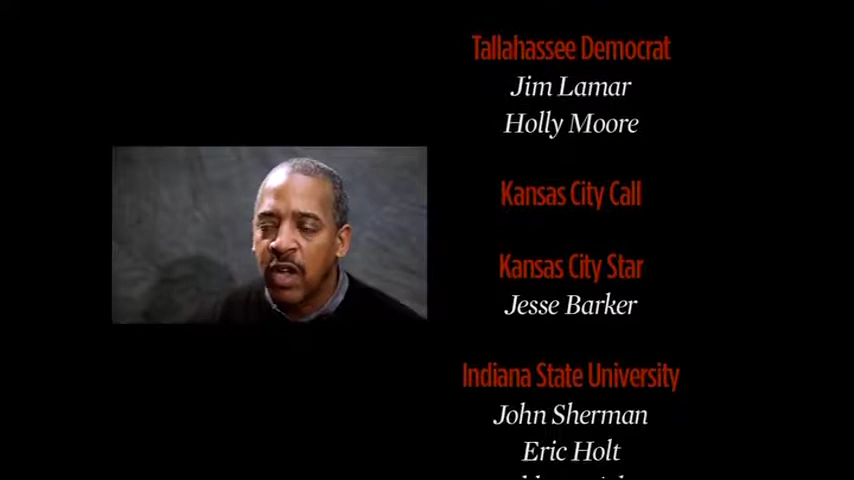 Tallahassee Democrat
Jim Lamar
Holly Moore
Kansas City Call
Kansas City Star
Jesse Barker
Indiana State University
John Sherman
Eric Holt